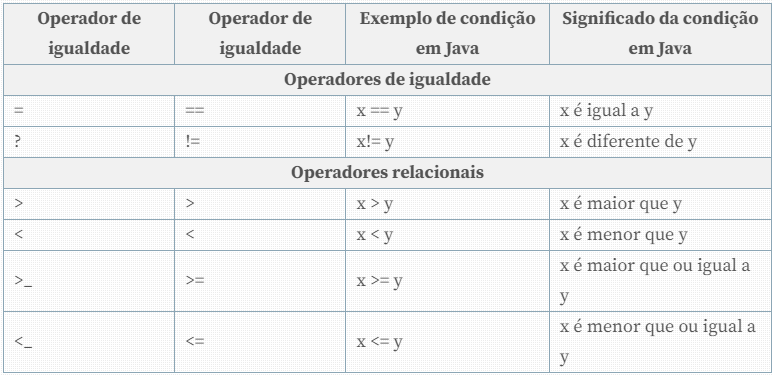 Operador de igualdade Operador de igualdade Exemplo de condição em Java Significado da condição em Java
Operadores de igualdade
= == x == y x é igual a y
? != x!= y x é diferente de y
Operadores relacionais
> > x > y x é maior que y
< < x < y x é menor que y
>_ >= x >= y x é maior que ou igual a y
<_ <= x <= y x é menor que ou igual a y